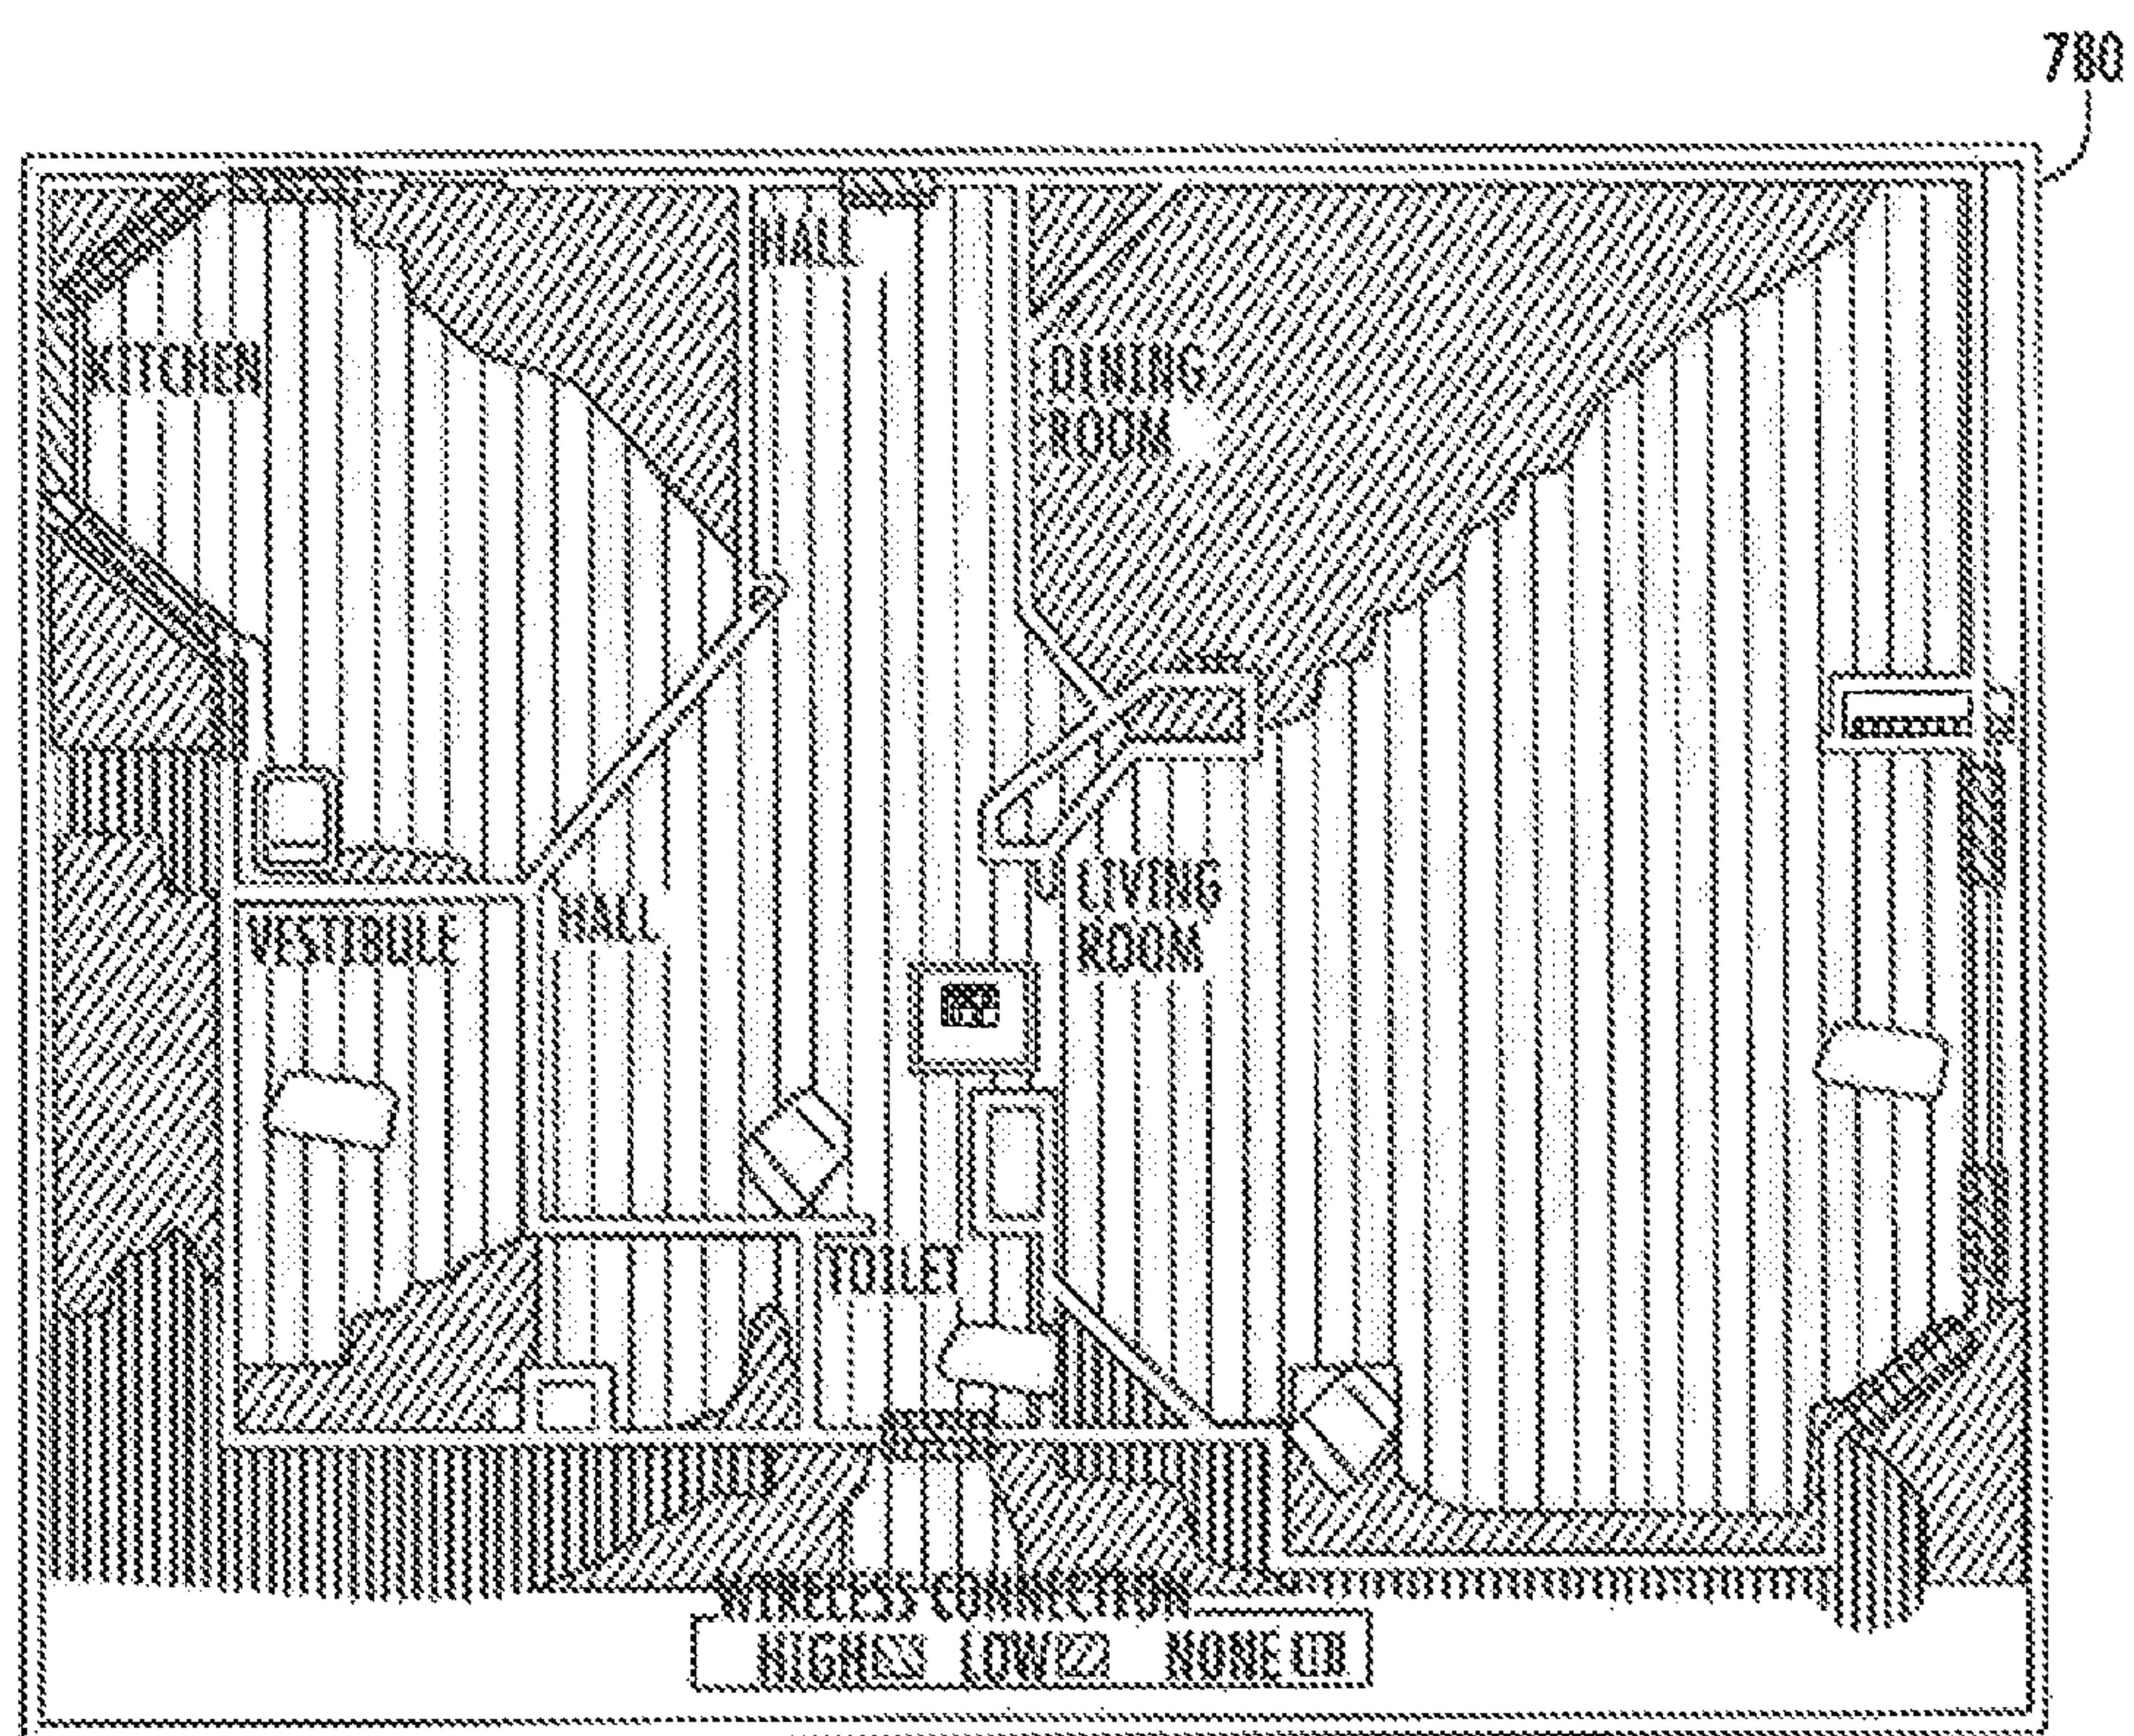 780
HALL
KITCHEN
DINING
ROOM
LIVING
ROOM
HALL
VESTIBULE
TOILET
WIRELESS CONNECTION
HIGH LOW NONE